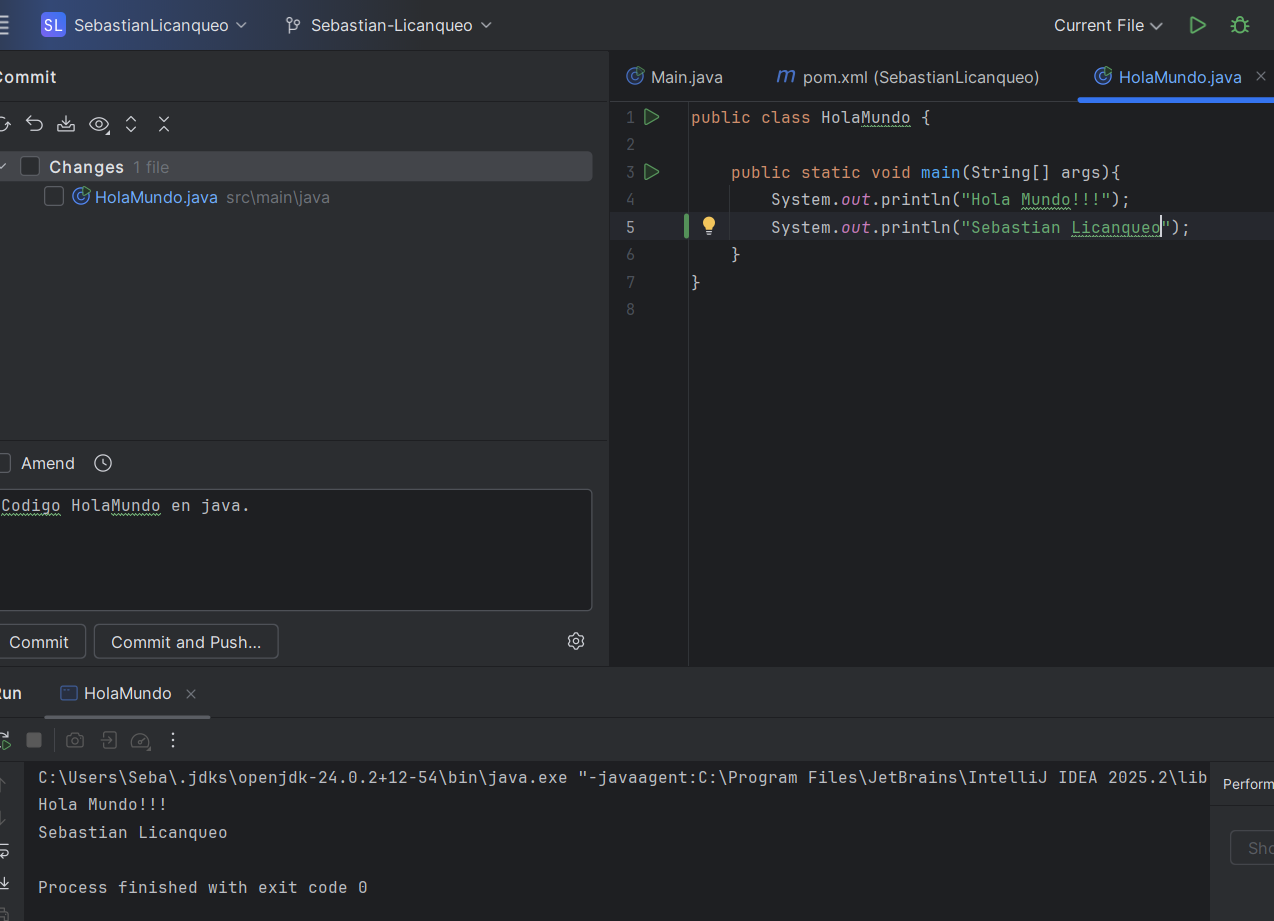 SL SebastianLicanqueo Sebastian-Licanqueo Current File
Commit
Changes 1 file
HolaMundo.java src\main\java
Amend
Codigo HolaMundo en java.
Commit Commit and Push...
Main.java m pom.xml (SebastianLicanqueo) HolaMundo.java
1 public class HolaMundo {
2
3 public static void main(String[] args){
4 System.out.println("Hola Mundo!!!");
5 System.out.println("Sebastian Licanqueo");
6 }
7 }
8
Run HolaMundo
C:\Users\Seba\.jdks\openjdk-24.0.2+12-54\bin\java.exe "-javaagent:C:\Program Files\JetBrains\IntelliJ IDEA 2025.2\lib
Hola Mundo!!!
Sebastian Licanqueo
Process finished with exit code 0
Perform
Sho